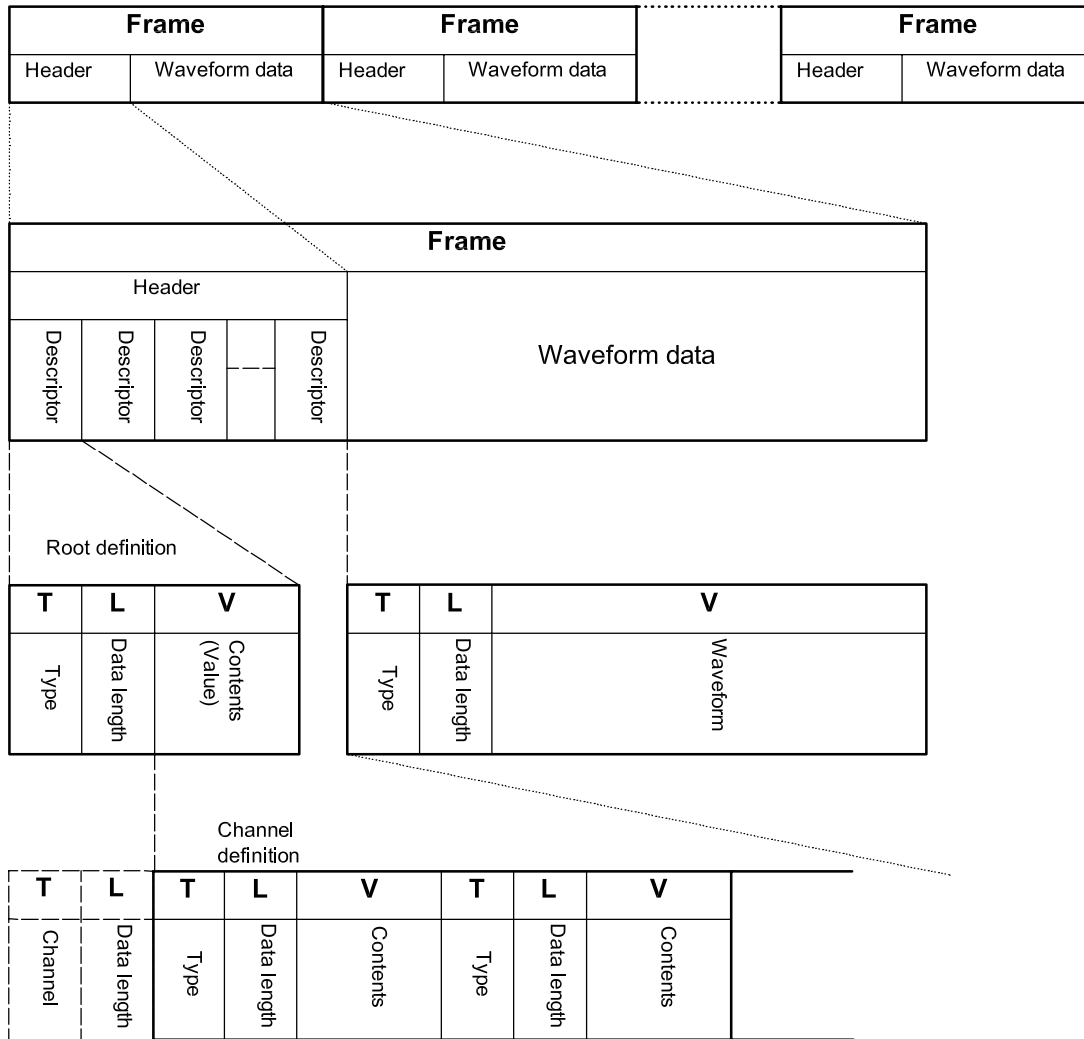 Frame Frame Frame
Header Waveform data Header Waveform data Header Waveform data
Frame
Header
Waveform data
Descriptor Descriptor Descriptor Descriptor
Root definition
T L V T L V
Type Data length Contents (Value) Type Data length Waveform
Channel
definition
T L T L V T L V
Channel Data length Type Data length Contents Type Data length Contents